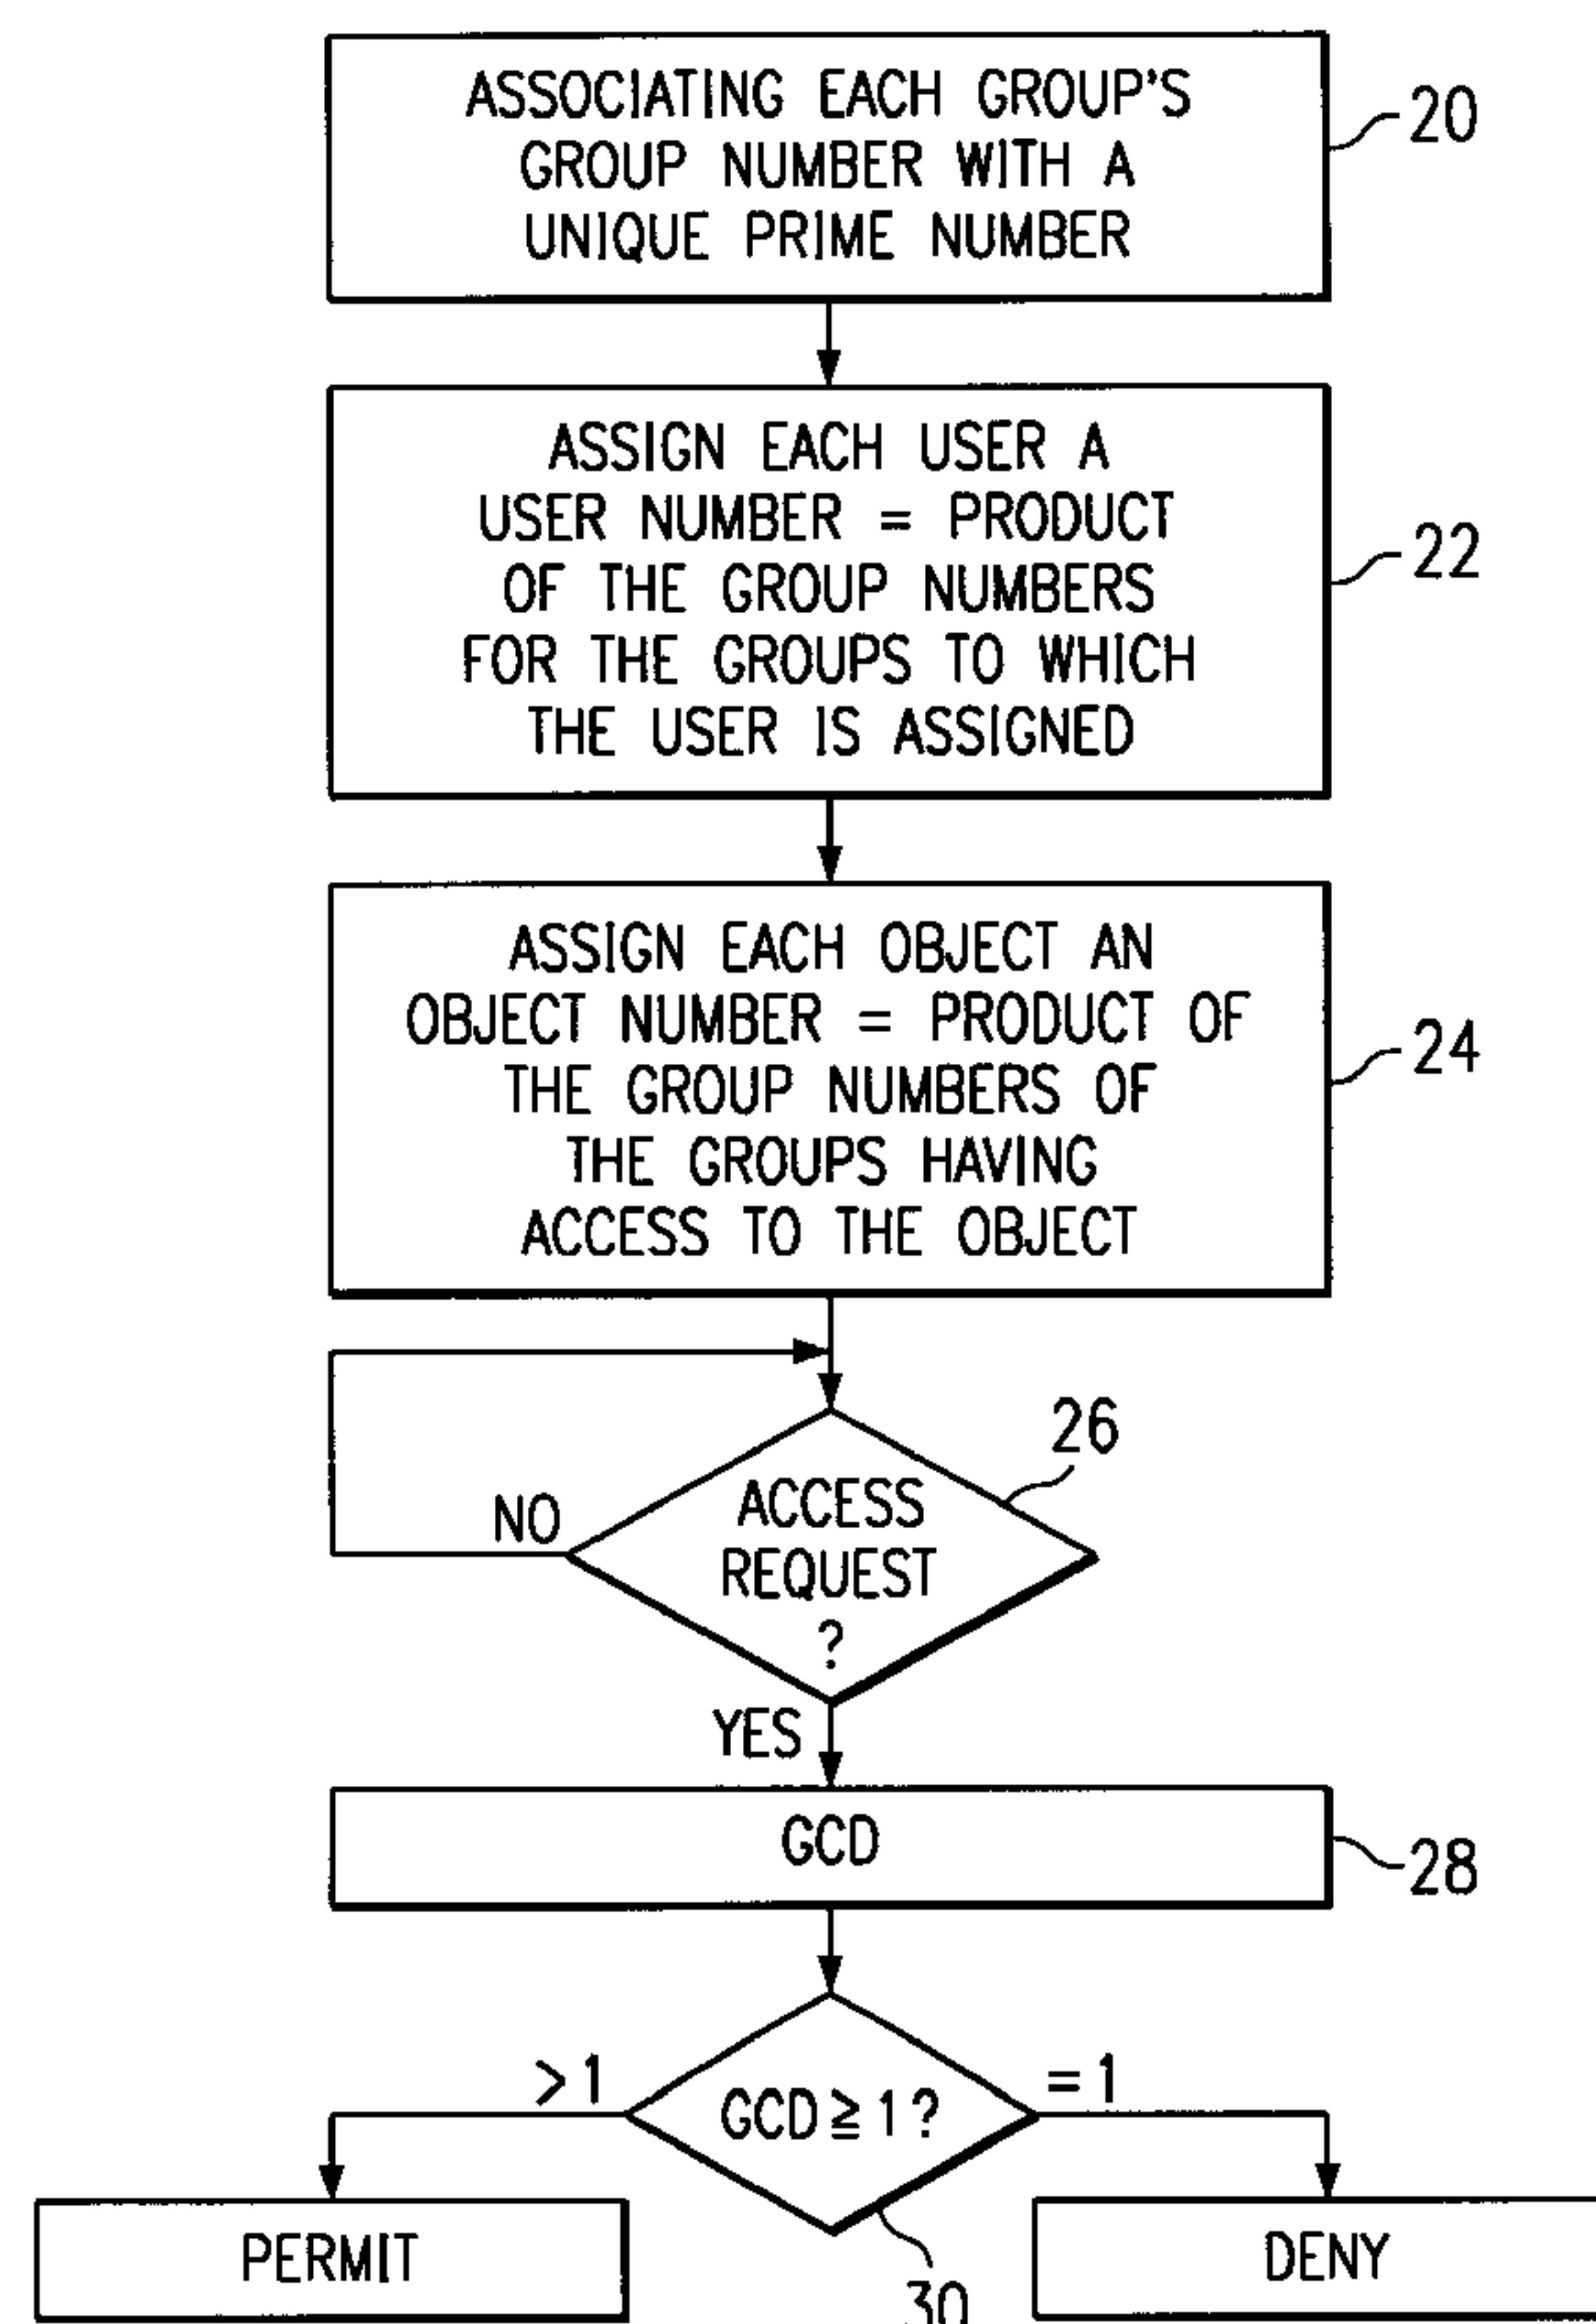 ASSOCIATING EACH GROUP'S
GROUP NUMBER WITH A
UNIQUE PRIME NUMBER
20
ASSIGN EACH USER A
USER NUMBER = PRODUCT
OF THE GROUP NUMBERS
FOR THE GROUPS TO WHICH
THE USER IS ASSIGNED
22
ASSIGN EACH OBJECT AN
OBJECT NUMBER = PRODUCT OF
THE GROUP NUMBERS OF
THE GROUPS HAVING
ACCESS TO THE OBJECT
24
26
ACCESS
REQUEST
?
NO
YES
GCD
28
>1
GCD ≧ 1?
=1
PERMIT
30
DENY